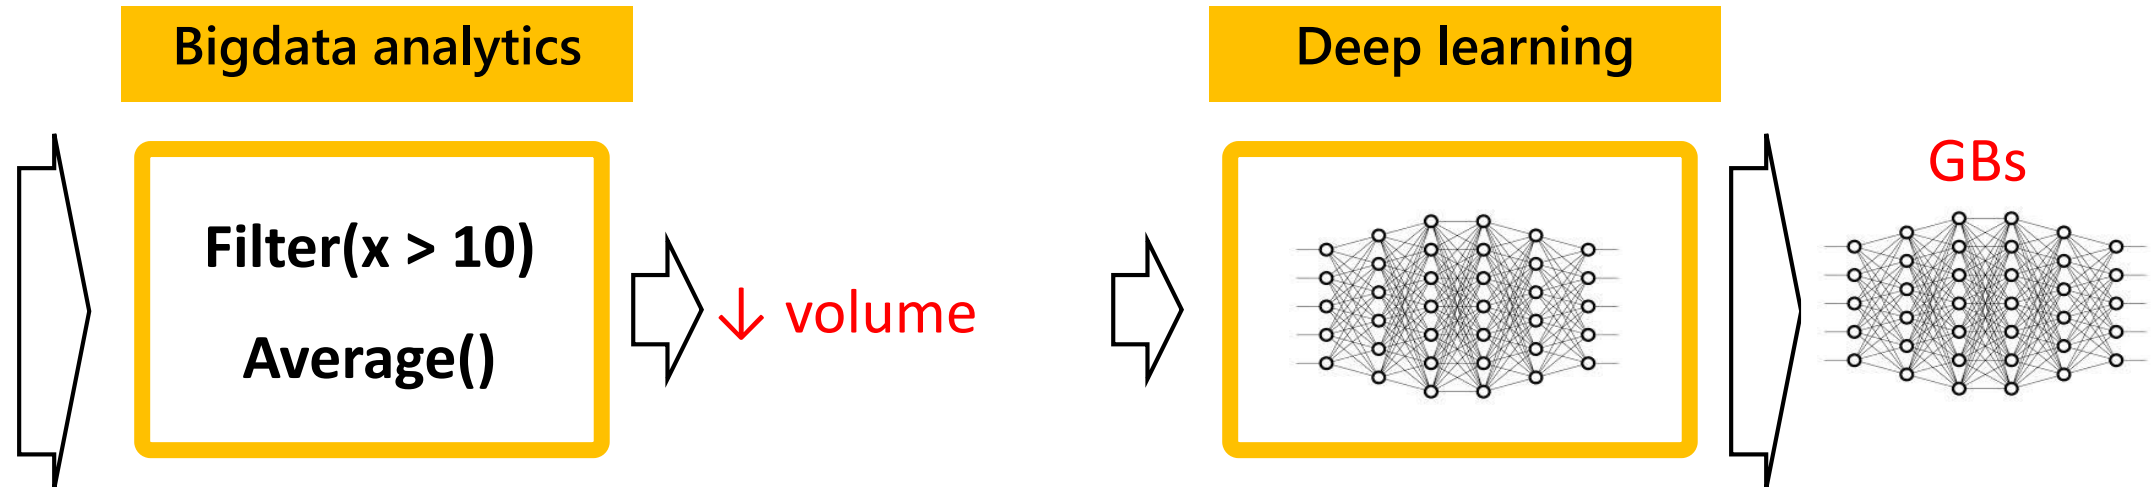 Bigdata analytics
Filter(x > 10)
Average()
↓ volume
Deep learning
GBs